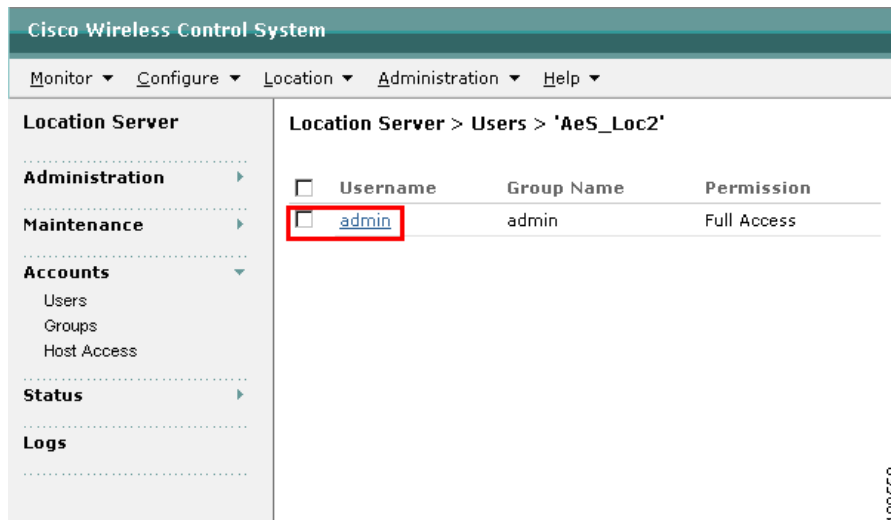 Cisco Wireless Control System
Monitor Configure Location Administration Help
Location Server
Administration
Maintenance
Accounts
Users
Groups
Host Access
Status
Logs
Location Server > Users > 'AeS_Loc2'
Username Group Name Permission
admin admin Full Access